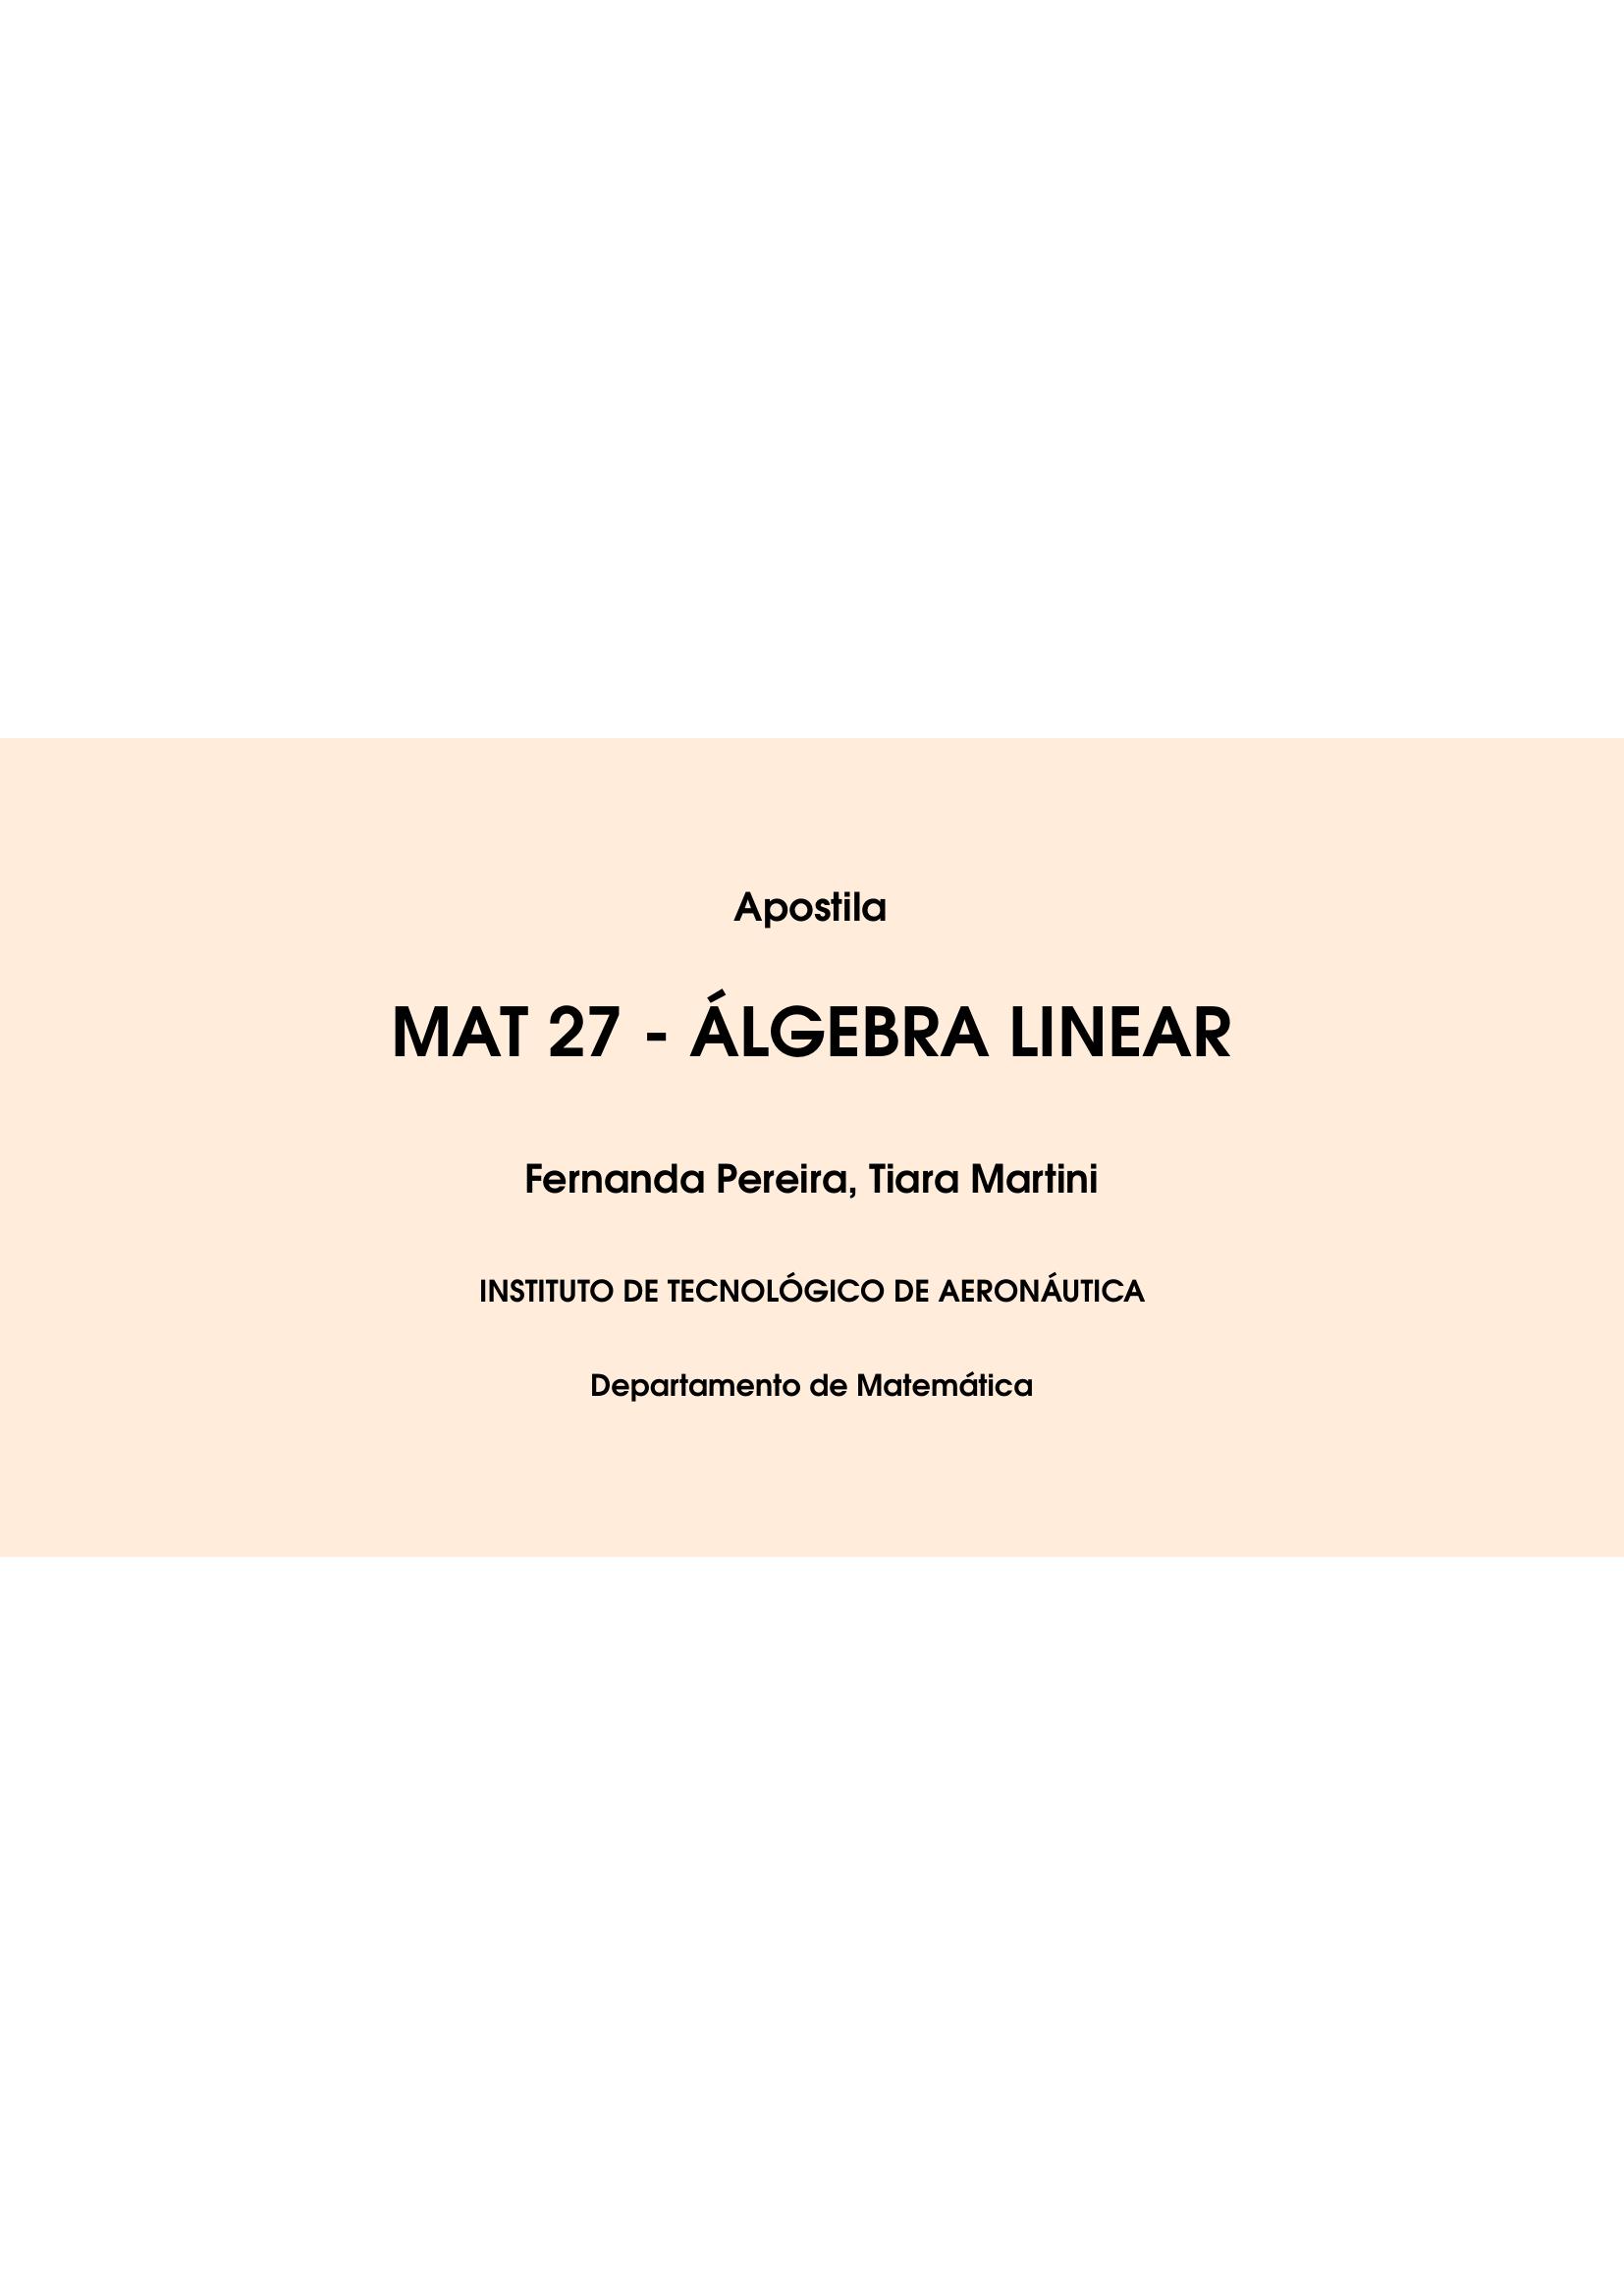 Apostila
MAT 27 - ÁLGEBRA LINEAR
Fernanda Pereira, Tiara Martini
INSTITUTO DE TECNOLÓGICO DE AERONÁUTICA
Departamento de Matemática